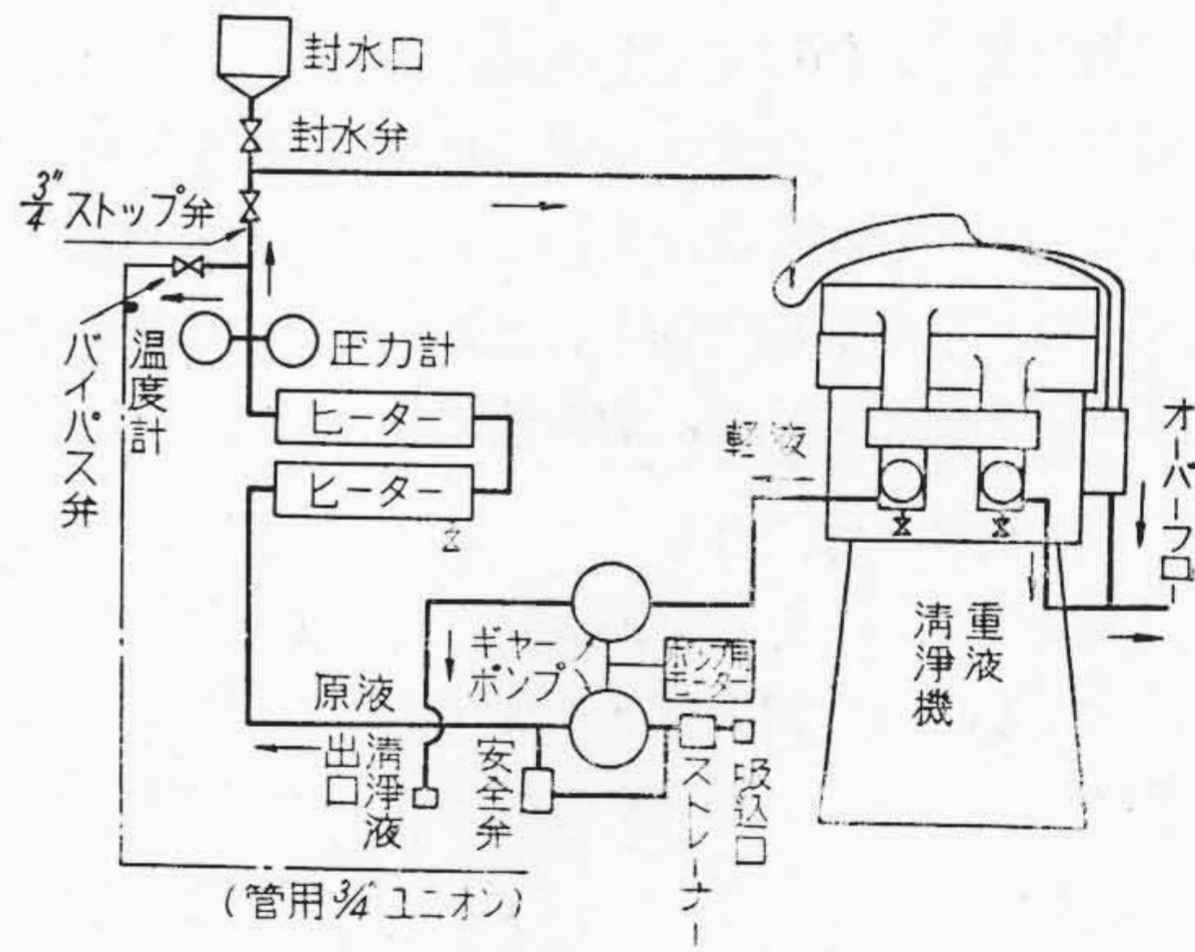 封水口
封水弁
3/4" ストップ弁
バイパス弁
温度計
圧力計
ヒーター
ヒーター
軽液
オーバーフロー
ギヤーポンプ
ポンプ用モーター
原液
清浄液出口
安全弁
ストレーナー
吸込口
重液
清浄機
(管用 3/4" ユニオン)